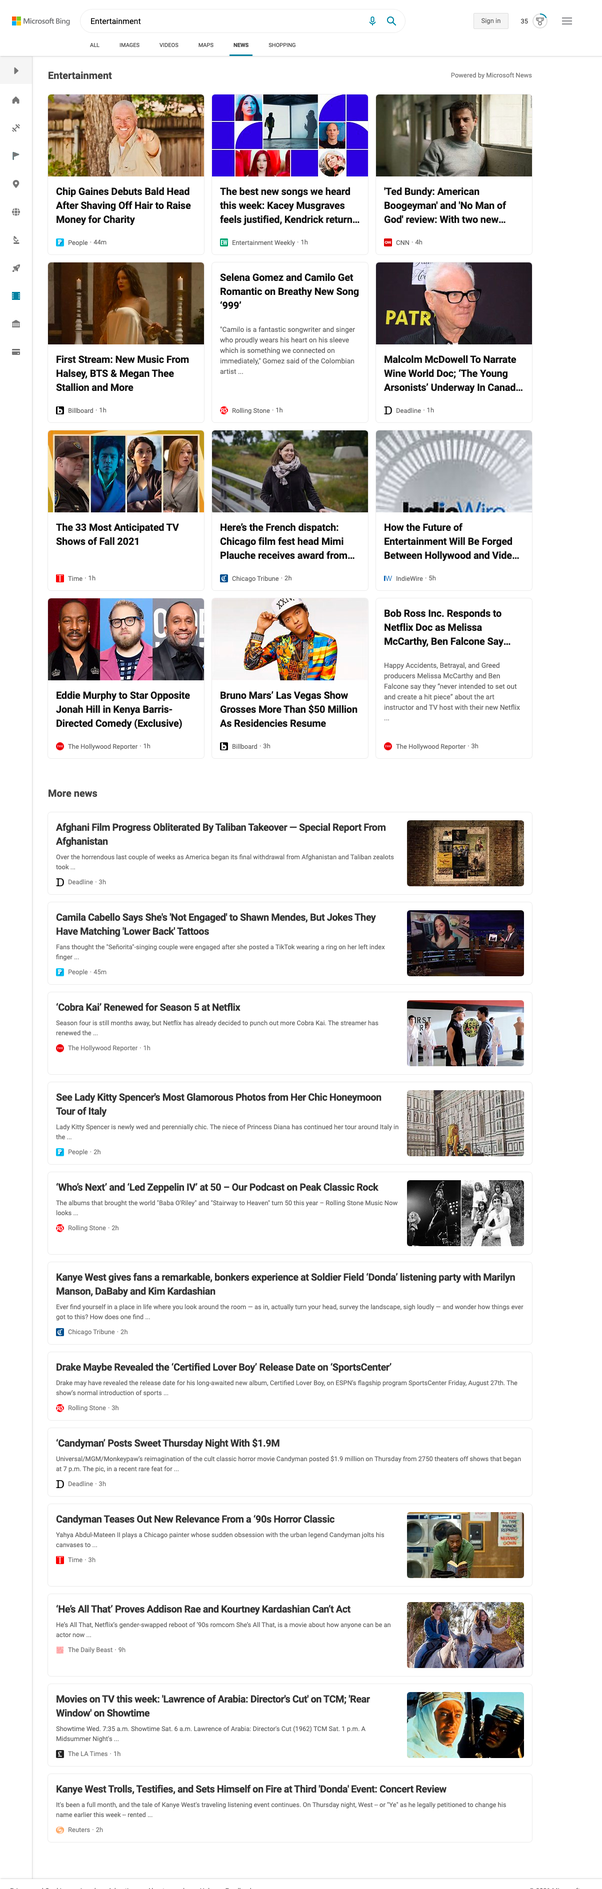 Microsoft Bing
Entertainment
Sign in
35
ALL
IMAGES
VIDEOS
MAPS
NEWS
SHOPPING
Entertainment
Powered by Microsoft News
Chip Gaines Debuts Bald Head
After Shaving Off Hair to Raise
Money for Charity
People · 44m
The best new songs we heard
this week: Kacey Musgraves
feels justified, Kendrick return...
Entertainment Weekly · 1h
'Ted Bundy: American
Boogeyman' and 'No Man of
God' review: With two new...
CNN · 4h
First Stream: New Music From
Halsey, BTS & Megan Thee
Stallion and More
Billboard · 1h
Selena Gomez and Camilo Get
Romantic on Breathy New Song
‘999’
"Camilo is a fantastic songwriter and singer
who proudly wears his heart on his sleeve
which is something we connected on
immediately," Gomez said of the Colombian
artist ...
Rolling Stone · 1h
PATR
Malcolm McDowell To Narrate
Wine World Doc; ‘The Young
Arsonists’ Underway In Canad...
Deadline · 1h
The 33 Most Anticipated TV
Shows of Fall 2021
Time · 1h
Here’s the French dispatch:
Chicago film fest head Mimi
Plauche receives award from...
Chicago Tribune · 2h
IndieWire
How the Future of
Entertainment Will Be Forged
Between Hollywood and Vide...
IndieWire · 5h
Eddie Murphy to Star Opposite
Jonah Hill in Kenya Barris-
Directed Comedy (Exclusive)
The Hollywood Reporter · 1h
Bruno Mars’ Las Vegas Show
Grosses More Than $50 Million
As Residencies Resume
Billboard · 3h
Bob Ross Inc. Responds to
Netflix Doc as Melissa
McCarthy, Ben Falcone Say...
Happy Accidents, Betrayal, and Greed
producers Melissa McCarthy and Ben
Falcone say they “never intended to set out
and create a hit piece” about the art
instructor and TV host with their new Netflix
...
The Hollywood Reporter · 3h
More news
Afghani Film Progress Obliterated By Taliban Takeover — Special Report From
Afghanistan
Over the horrendous last couple of weeks as America began its final withdrawal from Afghanistan and Taliban zealots
took ...
Deadline · 3h
Camila Cabello Says She's 'Not Engaged' to Shawn Mendes, But Jokes They
Have Matching 'Lower Back' Tattoos
Fans thought the "Señorita"-singing couple were engaged after she posted a TikTok wearing a ring on her left index
finger ...
People · 45m
‘Cobra Kai’ Renewed for Season 5 at Netflix
Season four is still months away, but Netflix has already decided to punch out more Cobra Kai. The streamer has
renewed the ...
The Hollywood Reporter · 1h
See Lady Kitty Spencer's Most Glamorous Photos from Her Chic Honeymoon
Tour of Italy
Lady Kitty Spencer is newly wed and perennially chic. The niece of Princess Diana has continued her tour around Italy in
the ...
People · 2h
‘Who’s Next’ and ‘Led Zeppelin IV’ at 50 – Our Podcast on Peak Classic Rock
The albums that brought the world "Baba O'Riley" and "Stairway to Heaven" turn 50 this year – Rolling Stone Music Now
looks ...
Rolling Stone · 2h
Kanye West gives fans a remarkable, bonkers experience at Soldier Field ‘Donda’ listening party with Marilyn
Manson, DaBaby and Kim Kardashian
Ever find yourself in a place in life where you look around the room — as in, actually turn your head, survey the landscape, sigh loudly — and wonder how things ever
got to this? How does one find ...
Chicago Tribune · 2h
Drake Maybe Revealed the ‘Certified Lover Boy’ Release Date on ‘SportsCenter’
Drake may have revealed the release date for his long-awaited new album, Certified Lover Boy, on ESPN's flagship program SportsCenter Friday, August 27th. The
show's normal introduction of sports ...
Rolling Stone · 3h
‘Candyman’ Posts Sweet Thursday Night With $1.9M
Universal/MGM/Monkeypaw's reimagination of the cult classic horror movie Candyman posted $1.9 million on Thursday from 2750 theaters off shows that began
at 7 p.m. The pic, in a recent rare feat for ...
Deadline · 3h
Candyman Teases Out New Relevance From a '90s Horror Classic
Yahya Abdul-Mateen II plays a Chicago painter whose sudden obsession with the urban legend Candyman jolts his
canvases to ...
Time · 3h
‘He’s All That’ Proves Addison Rae and Kourtney Kardashian Can’t Act
He's All That, Netflix's gender-swapped reboot of '90s romcom She's All That, is a movie about how anyone can be an
actor now ...
The Daily Beast · 9h
Movies on TV this week: 'Lawrence of Arabia: Director's Cut' on TCM; 'Rear
Window' on Showtime
Showtime Wed. 7:35 a.m. Showtime Sat. 6 a.m. Lawrence of Arabia: Director's Cut (1962) TCM Sat. 1 p.m. A
Midsummer Night's ...
The LA Times · 1h
Kanye West Trolls, Testifies, and Sets Himself on Fire at Third 'Donda' Event: Concert Review
It's been a full month, and the tale of Kanye West's traveling listening event continues. On Thursday night, West – or "Ye" as he legally petitioned to change his
name earlier this week – rented ...
Reuters · 2h